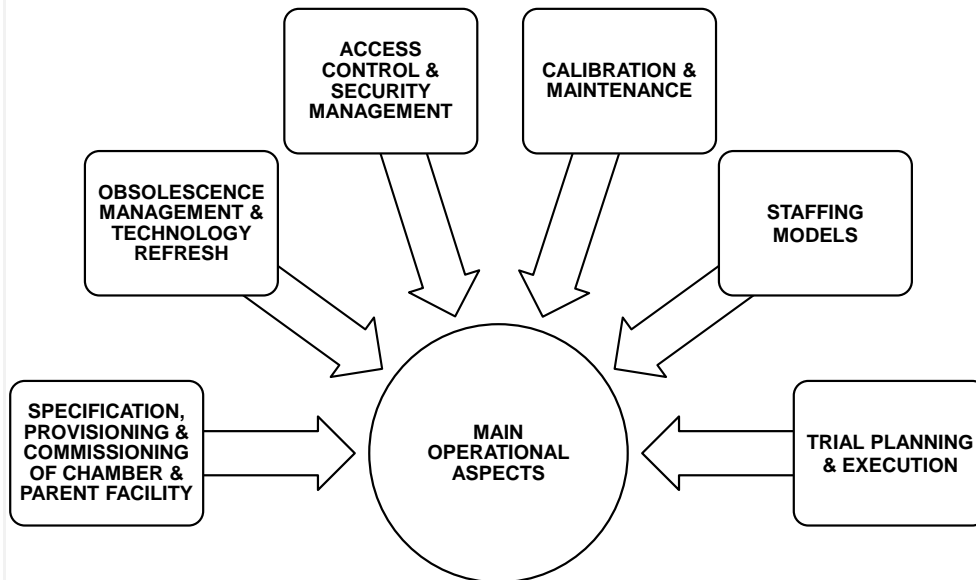 ACCESS
CONTROL &
SECURITY
MANAGEMENT
CALIBRATION &
MAINTENANCE
OBSOLESCENCE
MANAGEMENT &
TECHNOLOGY
REFRESH
STAFFING
MODELS
SPECIFICATION,
PROVISIONING &
COMMISSIONING
OF CHAMBER &
PARENT FACILITY
MAIN
OPERATIONAL
ASPECTS
TRIAL PLANNING
& EXECUTION